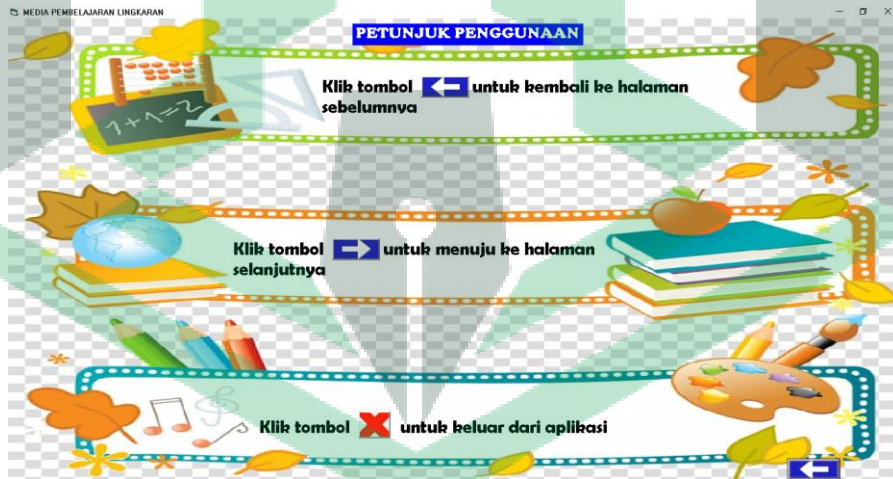 MEDIA PEMBELAJARAN LINGKARAN
PETUNJUK PENGGUNAAN
Klik tombol untuk kembali ke halaman
sebelumnya
1+1=2
Klik tombol untuk menuju ke halaman
selanjutnya
Klik tombol X untuk keluar dari aplikasi